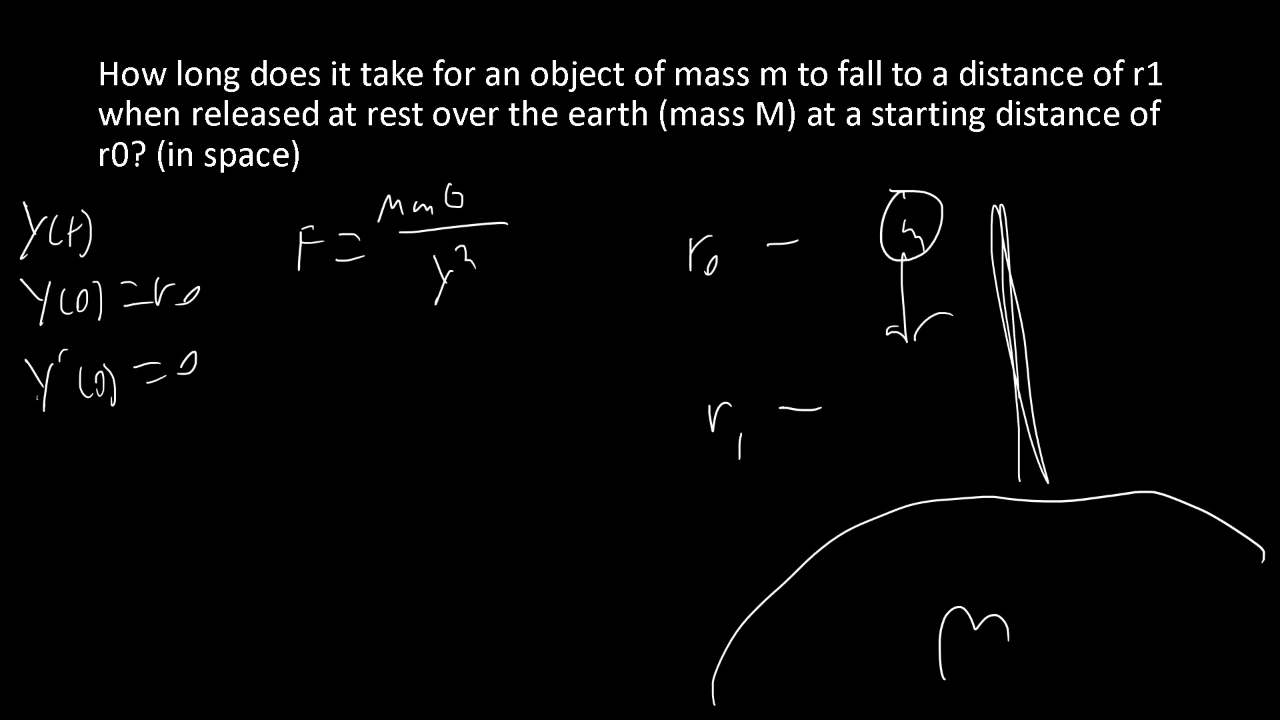 How long does it take for an object of mass m to fall to a distance of r1
when released at rest over the earth (mass M) at a starting distance of
r0? (in space)
y(t)
y(0) = r0
y'(0) = 0
F = MmG / y²
r0 –
m
r
r1 –
M